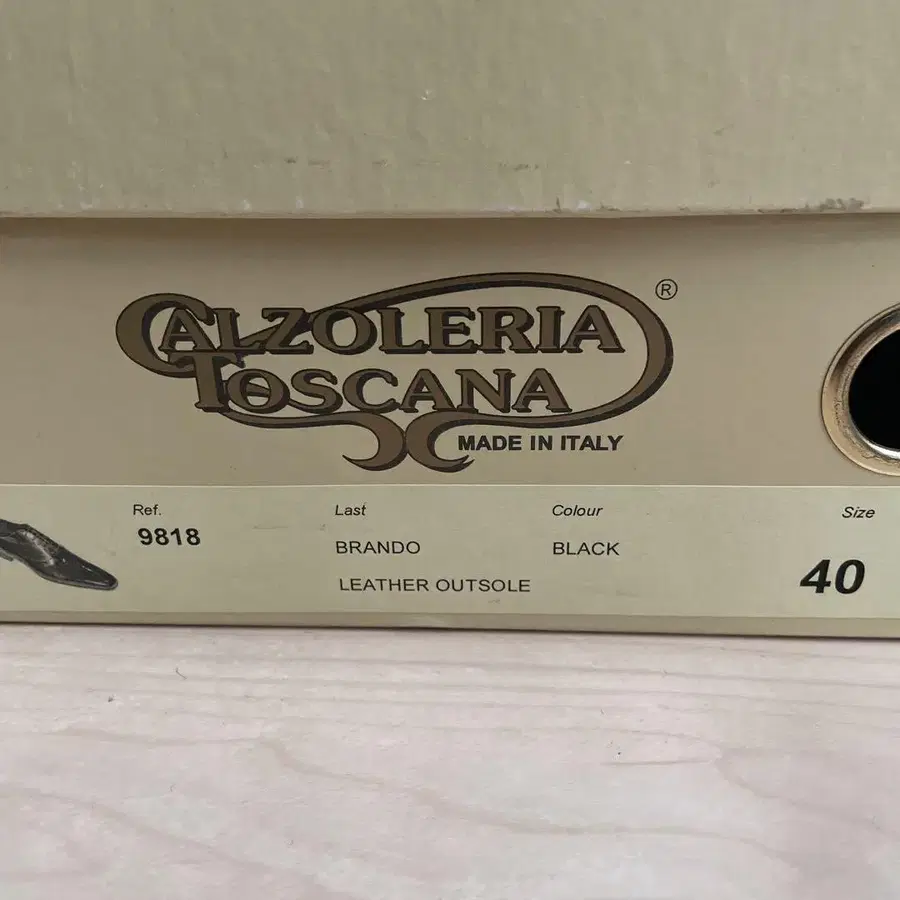 CALZOLERIA ®
TOSCANA
MADE IN ITALY
Ref. Last Colour Size
9818 BRANDO BLACK 40
LEATHER OUTSOLE